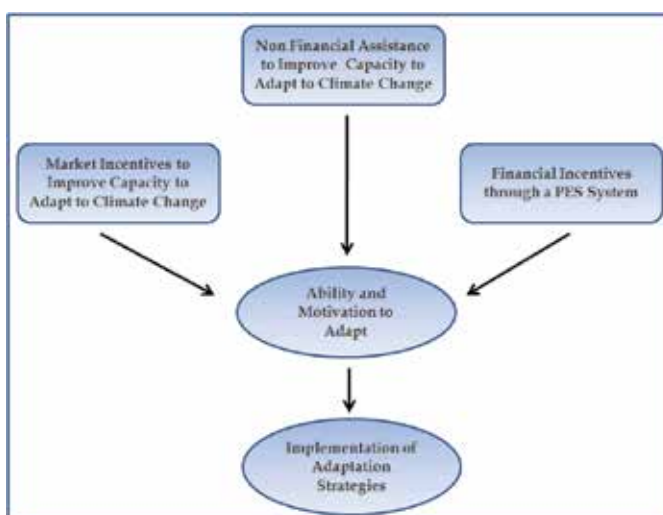 Non Financial Assistance
to Improve Capacity to
Adapt to Climate Change
Market Incentives to
Improve Capacity to
Adapt to Climate Change
Financial Incentives
through a PES System
Ability and
Motivation to
Adapt
Implementation of
Adaptation
Strategies